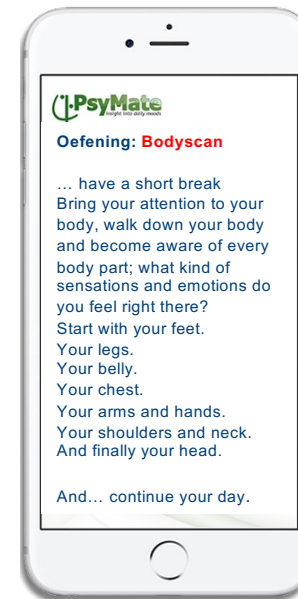 PsyMate
insight into daily moods
Oefening: Bodyscan
… have a short break
Bring your attention to your
body, walk down your body
and become aware of every
body part; what kind of
sensations and emotions do
you feel right there?
Start with your feet.
Your legs.
Your belly.
Your chest.
Your arms and hands.
Your shoulders and neck.
And finally your head.
And… continue your day.